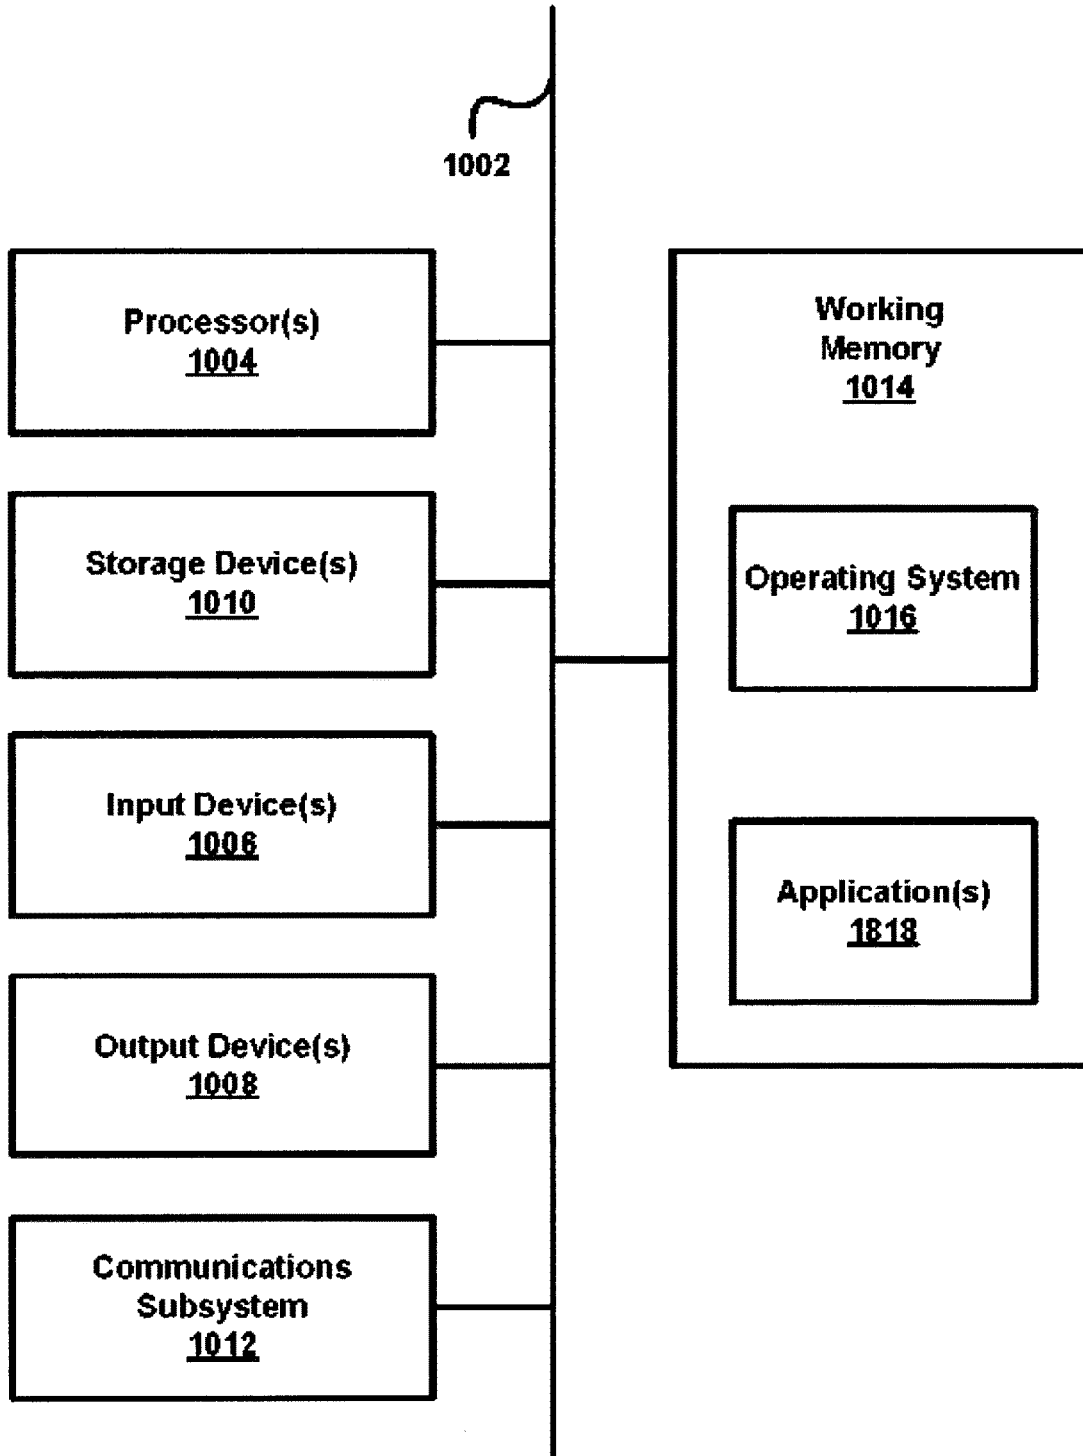 1002
Processor(s)
1004
Storage Device(s)
1010
Input Device(s)
1006
Output Device(s)
1008
Communications
Subsystem
1012
Working
Memory
1014
Operating System
1016
Application(s)
1818